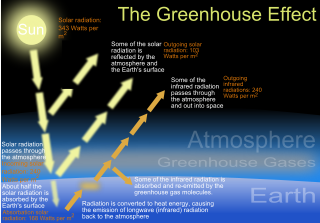 The Greenhouse Effect
Sun
Solar radiation:
343 Watts per
m²
Some of the solar
radiation is
reflected by the
atmosphere and
the Earth's surface
Outgoing solar
radiation: 103
Watts per m²
Some of the
infrared radiation
passes through
the atmosphere
and out into space
Outgoing
infrared
radiations: 240
Watts per m²
Atmosphere
Greenhouse Gases
Solar radiation
passes through
the atmosphere
About half the
solar radiation is
absorbed by the
Earth's surface
radiation: 168 Watts per m²
Some of the infrared radiation is
absorbed and re-emitted by the
greenhouse gas molecules
Radiation is converted to heat energy, causing
the emission of longwave (infrared) radiation
back to the atmosphere
Earth